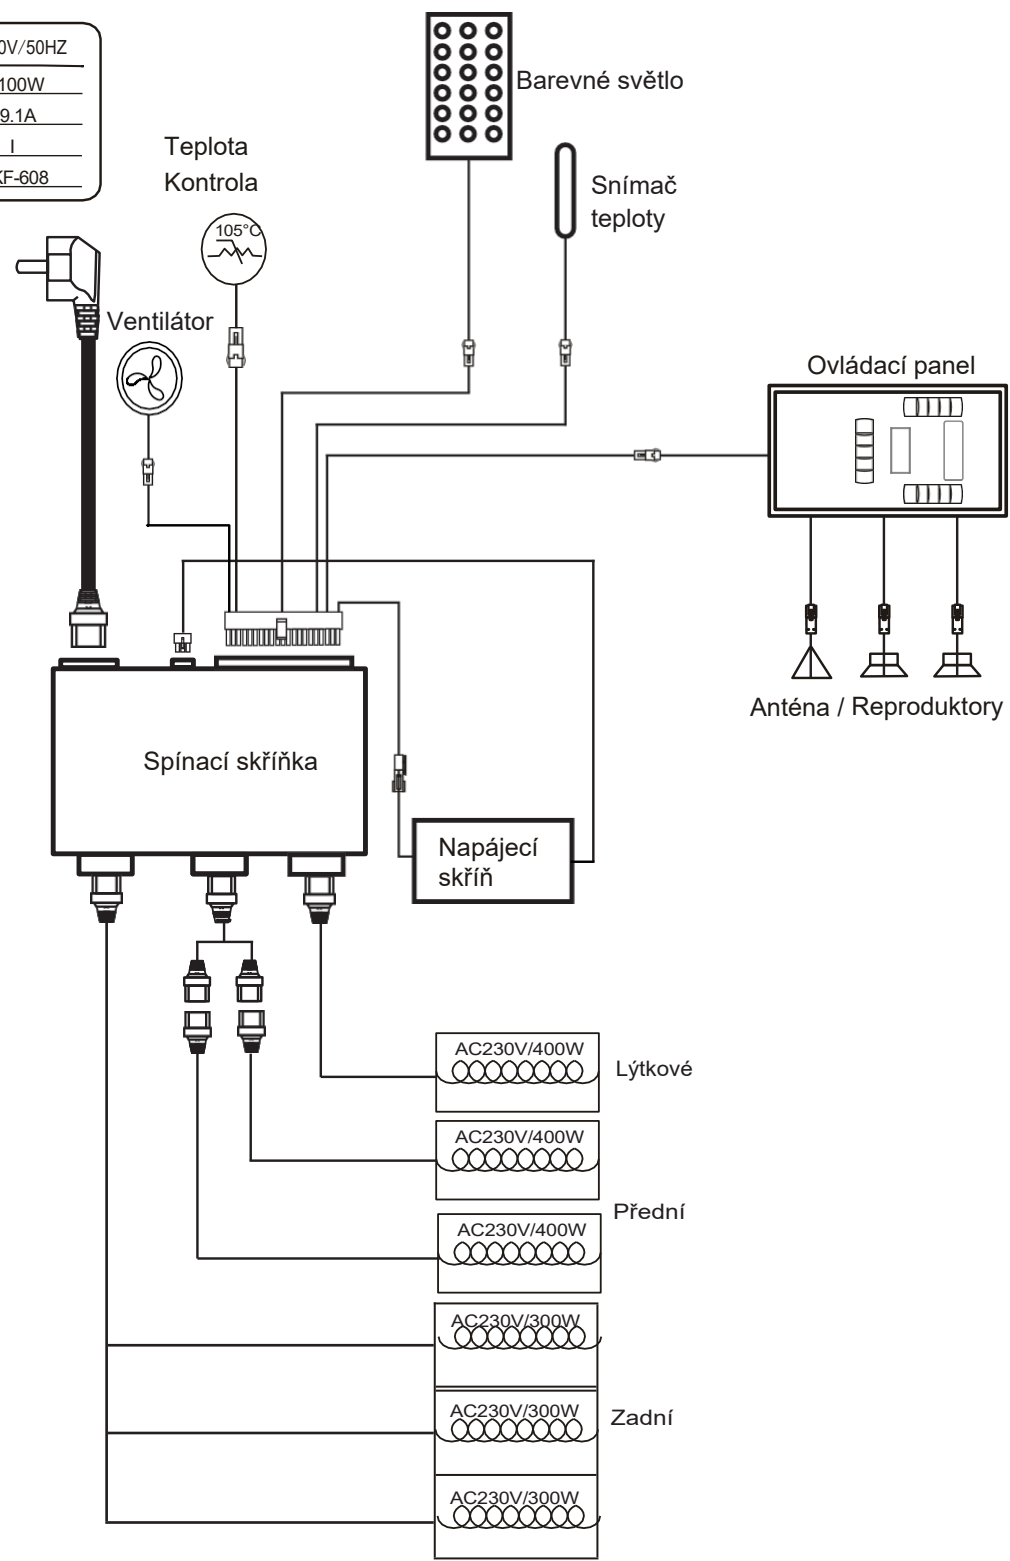 0V/50HZ
100W
9.1A
I
KF-608
Barevné světlo
Teplota
Kontrola
Snímač
teploty
105°C
Ventilátor
Ovládací panel
Anténa / Reproduktory
Spínací skříňka
Napájecí
skříň
AC230V/400W
Lýtkové
AC230V/400W
Přední
AC230V/400W
AC230V/300W
AC230V/300W
Zadní
AC230V/300W